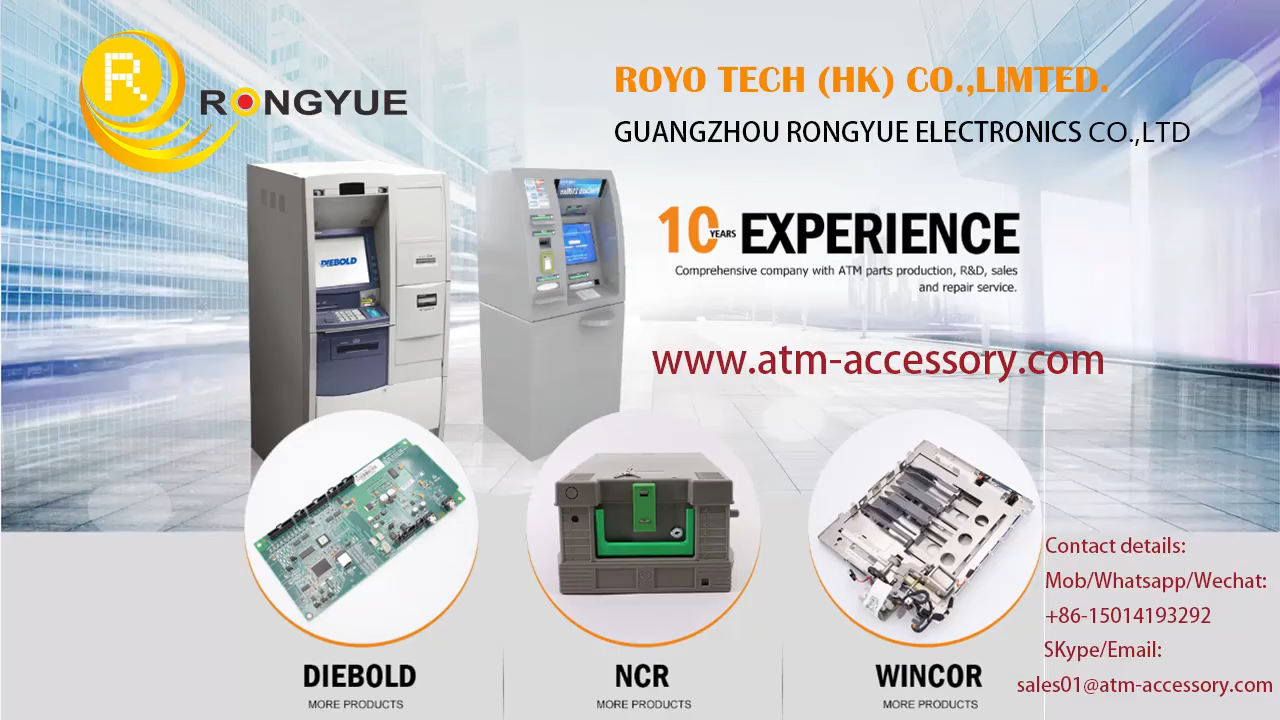 R
RONGYUE
ROYO TECH (HK) CO.,LIMTED.
GUANGZHOU RONGYUE ELECTRONICS CO.,LTD
10 YEARS EXPERIENCE
Comprehensive company with ATM parts production, R&D, sales
and repair service.
DIEBOLD
www.atm-accessory.com
Contact details:
Mob/Whatsapp/Wechat:
+86-15014193292
SKype/Email:
sales01@atm-accessory.com
DIEBOLD
MORE PRODUCTS
NCR
MORE PRODUCTS
WINCOR
MORE PRODUCTS